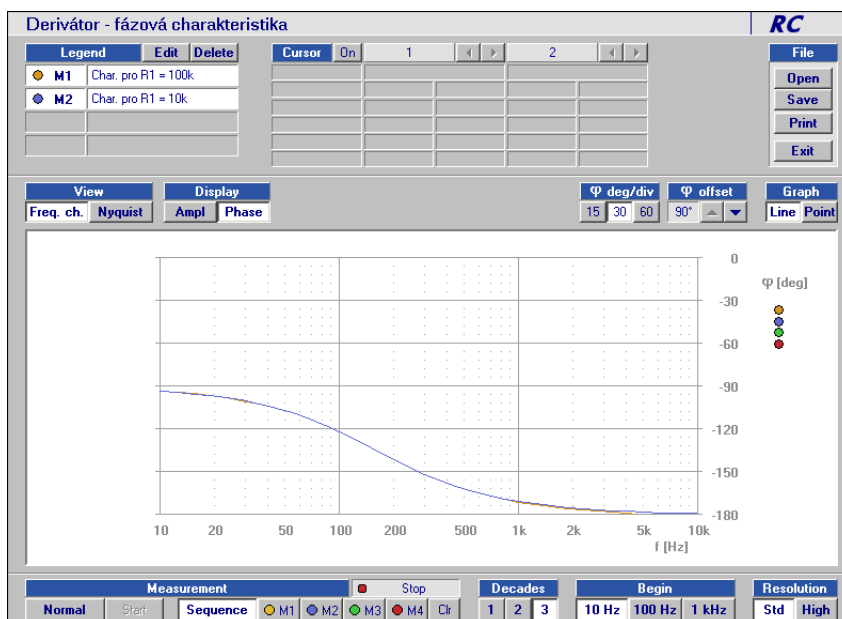 Derivátor - fázová charakteristika RC
Legend Edit Delete Cursor On 1 2 File
M1 Char. pro R1 = 100k Open
M2 Char. pro R1 = 10k Save
Print
Exit
View Display φ deg/div φ offset Graph
Freq. ch. Nyquist Ampl Phase 15 30 60 90° Line Point
0
φ [deg]
-30
-60
-90
-120
-150
-180
10 20 50 100 200 500 1k 2k 5k 10k
f [Hz]
Measurement Stop Decades Begin Resolution
Normal Start Sequence M1 M2 M3 M4 Clr 1 2 3 10 Hz 100 Hz 1 kHz Std High